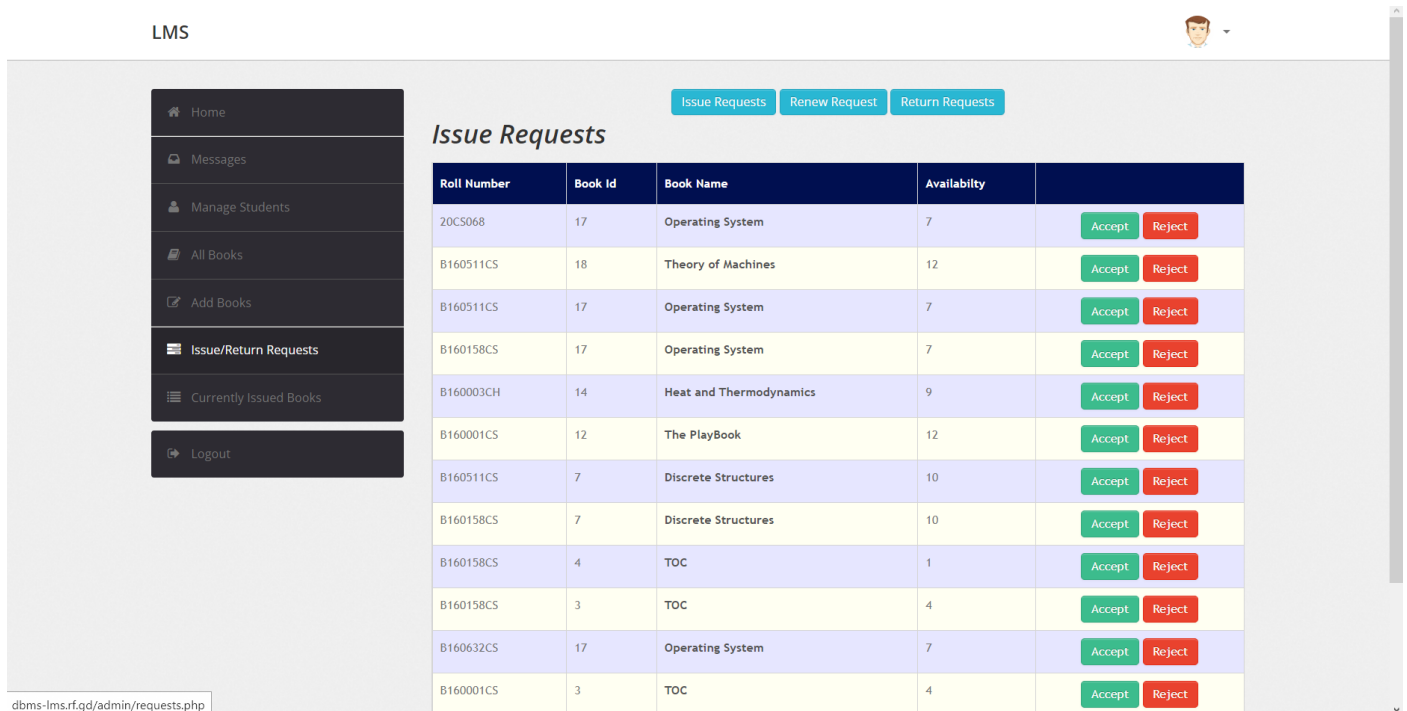 LMS
Home
Messages
Manage Students
All Books
Add Books
Issue/Return Requests
Currently Issued Books
Logout
Issue Requests Renew Request Return Requests
Issue Requests
Roll Number Book Id Book Name Availabilty
20CS068 17 Operating System 7 Accept Reject
B160511CS 18 Theory of Machines 12 Accept Reject
B160511CS 17 Operating System 7 Accept Reject
B160158CS 17 Operating System 7 Accept Reject
B160003CH 14 Heat and Thermodynamics 9 Accept Reject
B160001CS 12 The PlayBook 12 Accept Reject
B160511CS 7 Discrete Structures 10 Accept Reject
B160158CS 7 Discrete Structures 10 Accept Reject
B160158CS 4 TOC 1 Accept Reject
B160158CS 3 TOC 4 Accept Reject
B160632CS 17 Operating System 7 Accept Reject
B160001CS 3 TOC 4 Accept Reject
dbms-lms.rf.gd/admin/requests.php